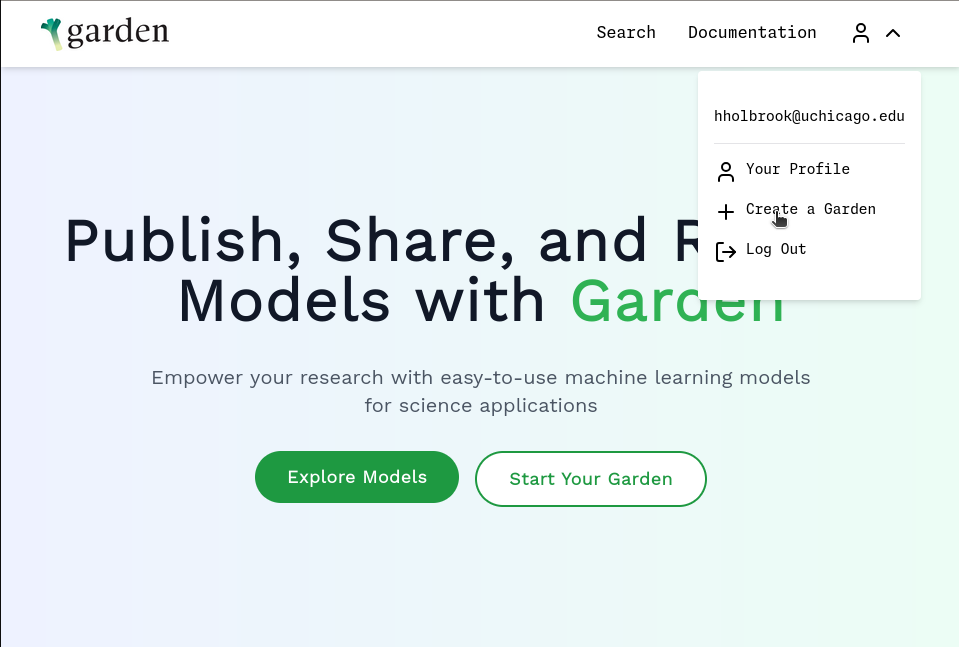 garden
Search
Documentation
hholbrook@uchicago.edu
Your Profile
Create a Garden
Log Out
Publish, Share, and
Models with Garden
Empower your research with easy-to-use machine learning models
for science applications
Explore Models
Start Your Garden